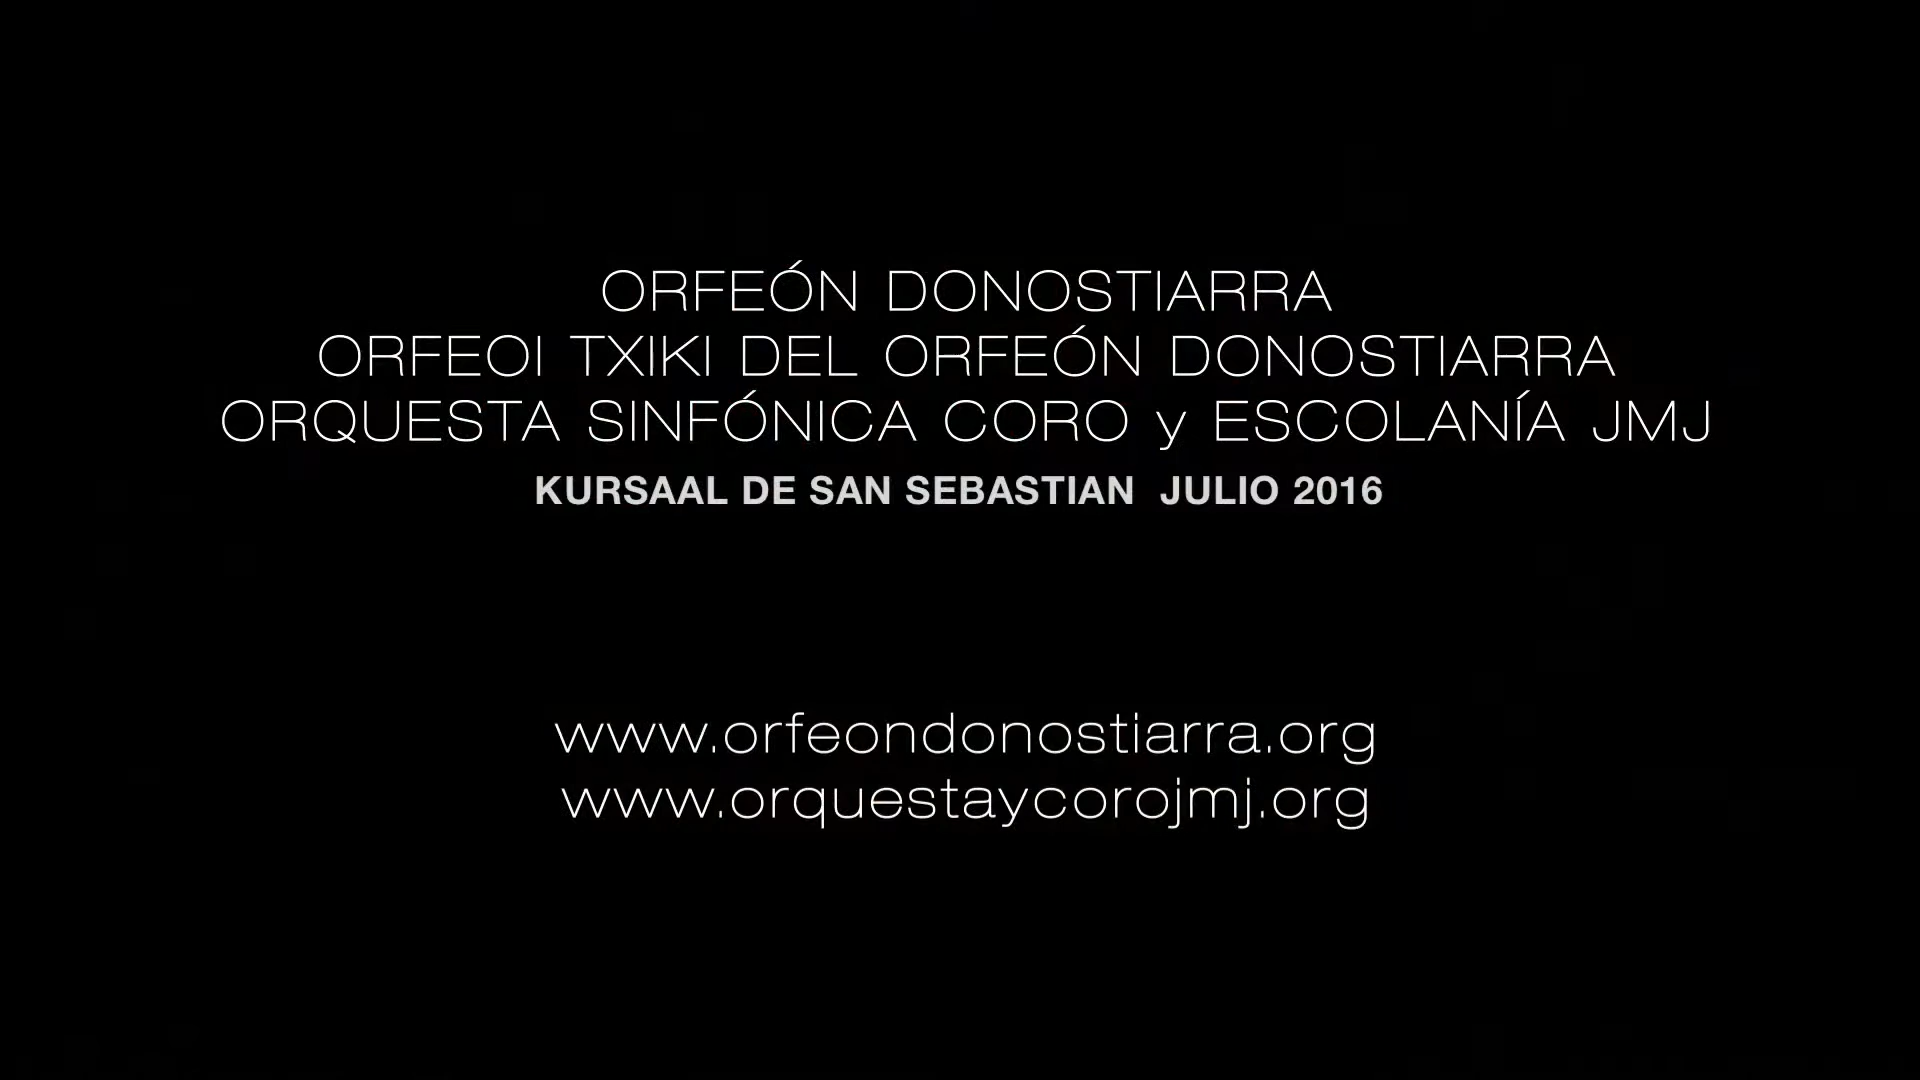 ORFEÓN DONOSTIARRA
ORFEOI TXIKI DEL ORFEÓN DONOSTIARRA
ORQUESTA SINFÓNICA CORO y ESCOLANÍA JMJ
KURSAAL DE SAN SEBASTIAN JULIO 2016
www.orfeondonostiarra.org
www.orquestaycorojmj.org